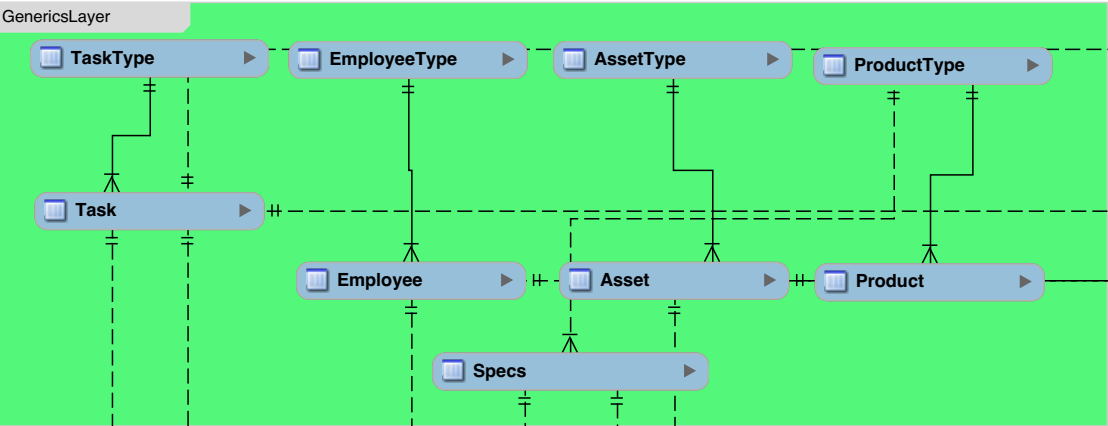 GenericsLayer
TaskType
EmployeeType
AssetType
ProductType
Task
Employee
Asset
Product
Specs